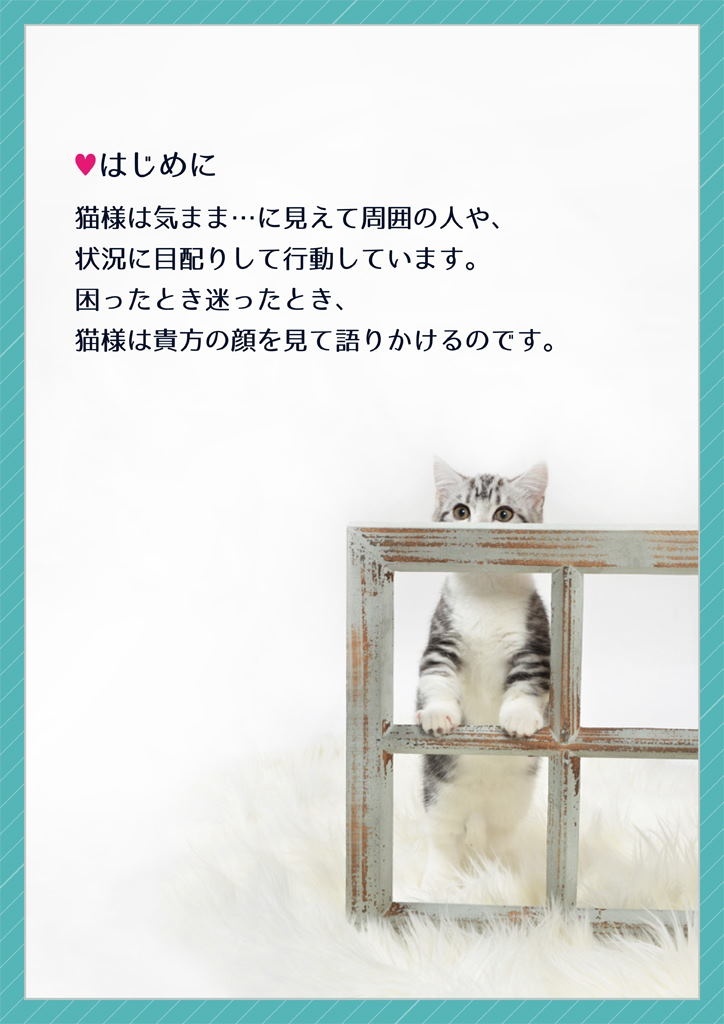 ♥はじめに
猫様は気まま…に見えて周囲の人や、
状況に目配りして行動しています。
困ったとき迷ったとき、
猫様は貴方の顔を見て語りかけるのです。